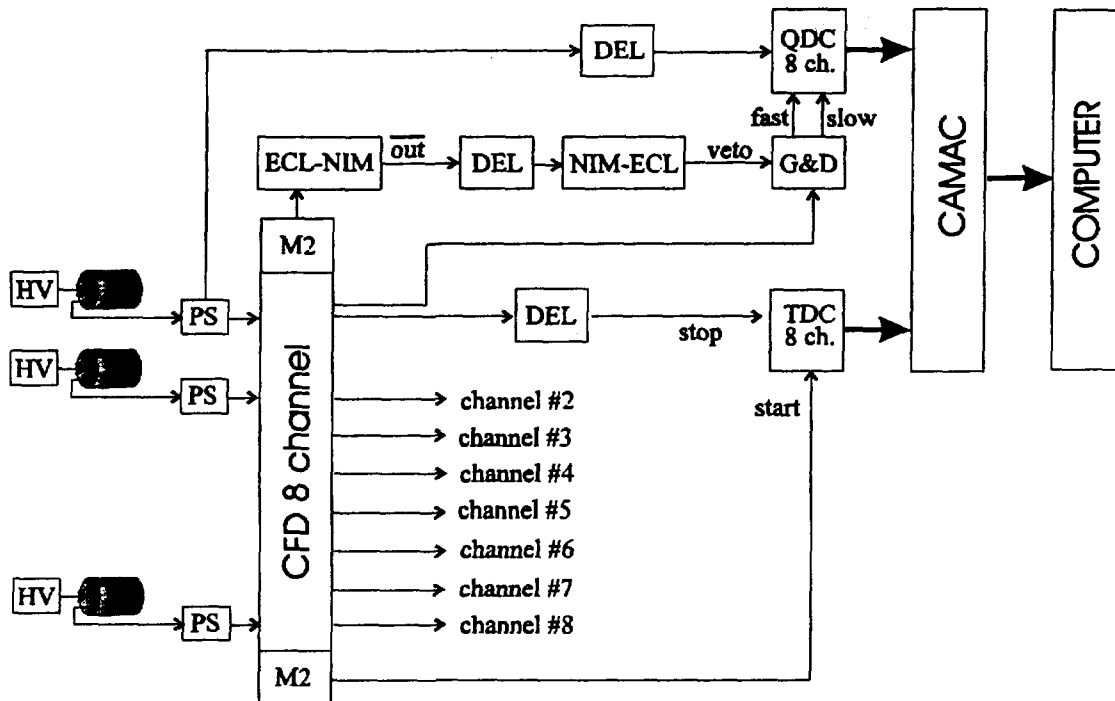 DEL
QDC
8 ch.
fast
slow
ECL-NIM
out
DEL
NIM-ECL
veto
G&D
CAMAC
COMPUTER
M2
HV
PS
DEL
stop
TDC
8 ch.
HV
PS
start
CFD 8 channel
channel #2
channel #3
channel #4
channel #5
channel #6
channel #7
channel #8
HV
PS
M2